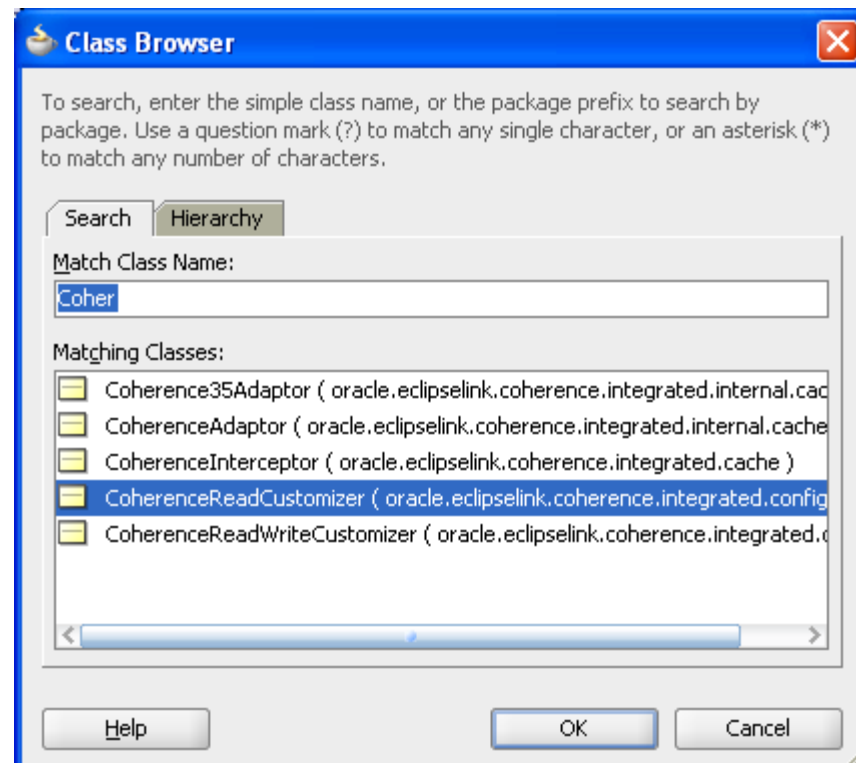 Class Browser
To search, enter the simple class name, or the package prefix to search by
package. Use a question mark (?) to match any single character, or an asterisk (*)
to match any number of characters.
Search Hierarchy
Match Class Name:
Coher
Matching Classes:
Coherence35Adaptor ( oracle.eclipselink.coherence.integrated.internal.cac
CoherenceAdaptor ( oracle.eclipselink.coherence.integrated.internal.cache
CoherenceInterceptor ( oracle.eclipselink.coherence.integrated.cache )
CoherenceReadCustomizer ( oracle.eclipselink.coherence.integrated.config
CoherenceReadWriteCustomizer ( oracle.eclipselink.coherence.integrated.
Help OK Cancel